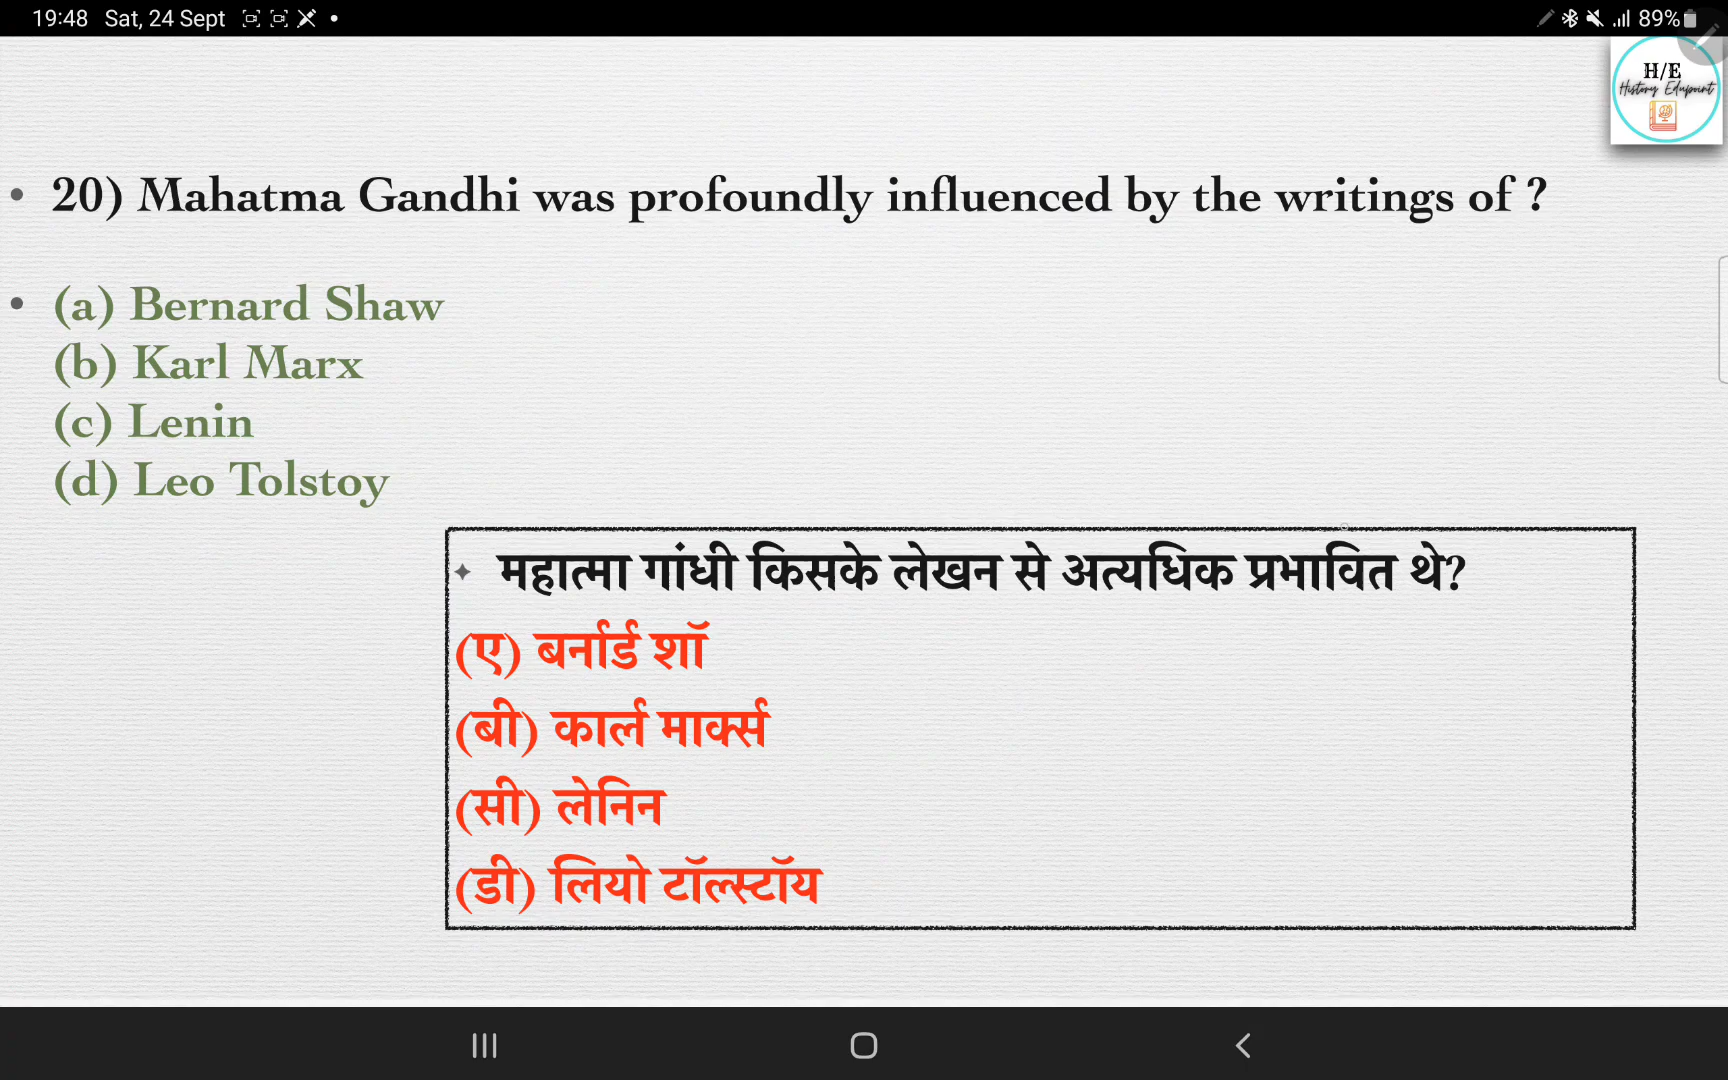 19:48 Sat, 24 Sept
89%
H/E
History Edupoint
• 20) Mahatma Gandhi was profoundly influenced by the writings of ?
• (a) Bernard Shaw
(b) Karl Marx
(c) Lenin
(d) Leo Tolstoy
महात्मा गांधी किसके लेखन से अत्यधिक प्रभावित थे?
(ए) बर्नार्ड शॉ
(बी) कार्ल मार्क्स
(सी) लेनिन
(डी) लियो टॉल्स्टॉय